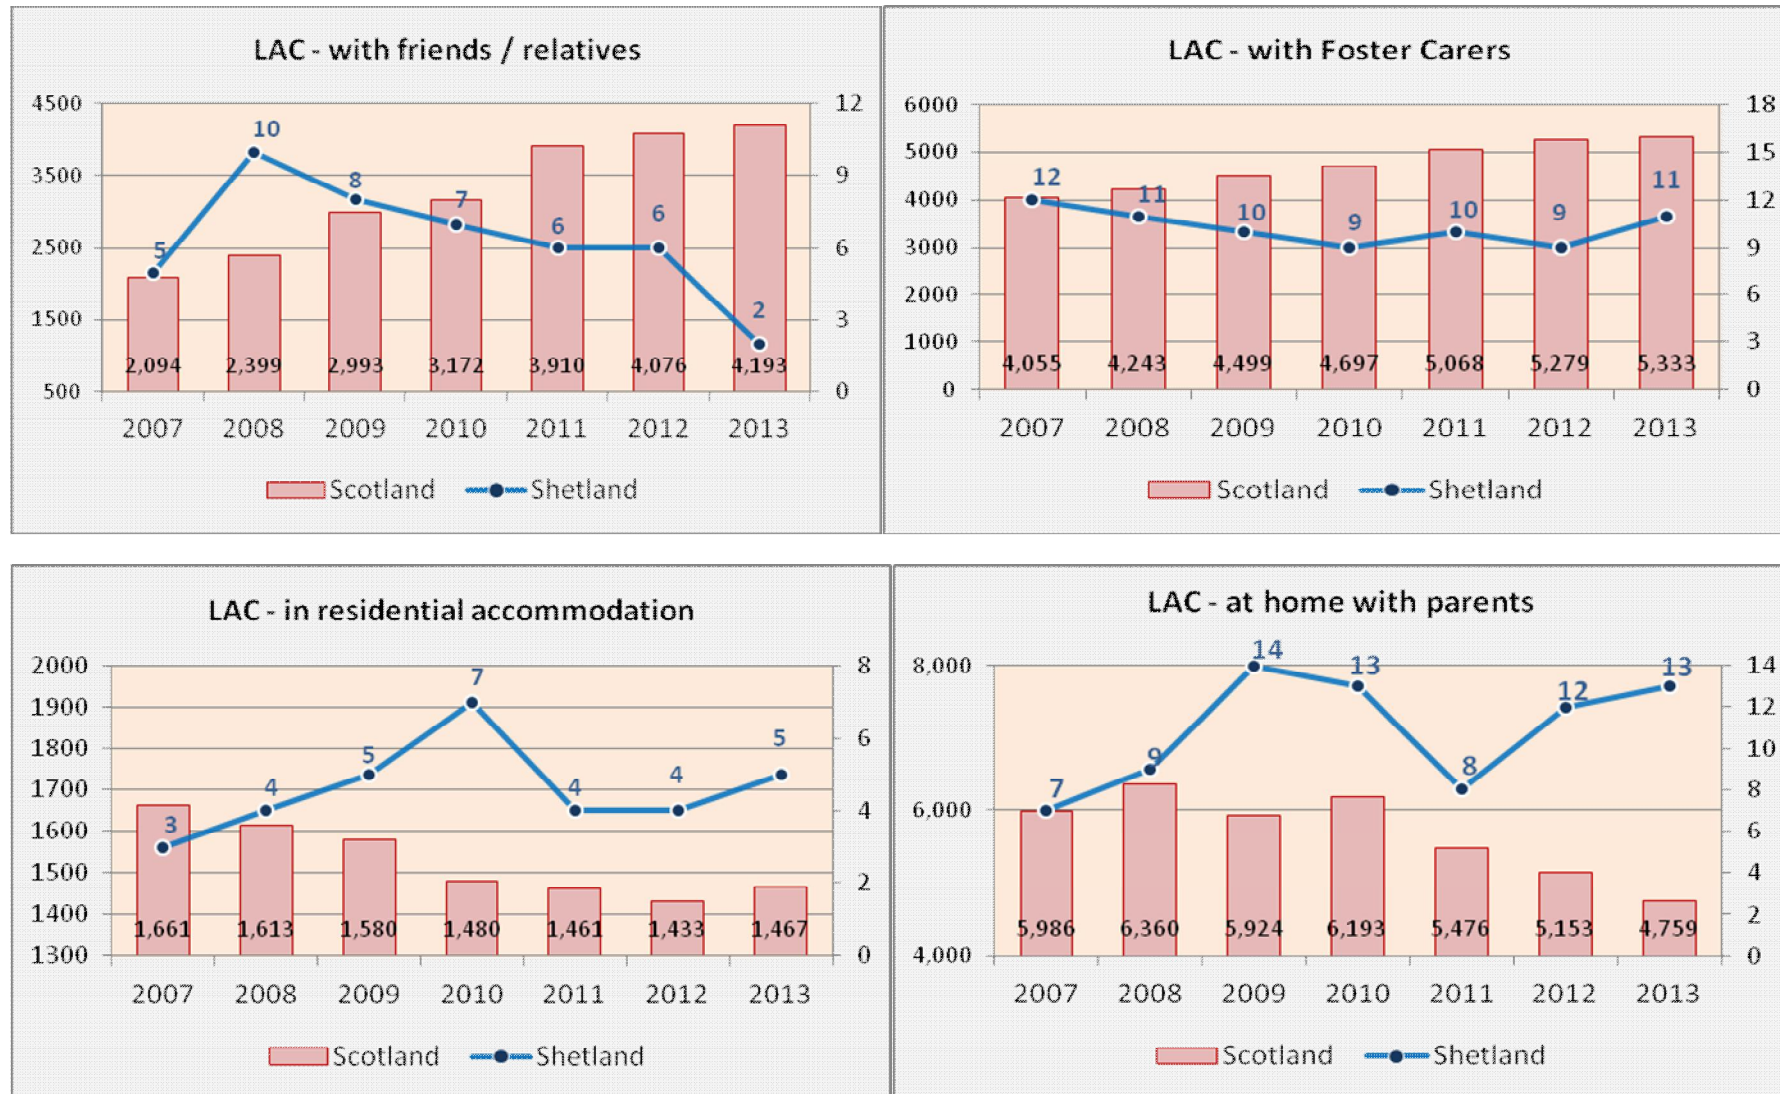 LAC - with friends / relatives
4500 12
10
3500 9
8
7
6 6
5
2500 6
2
1500 3
2,094 2,399 2,993 3,172 3,910 4,076 4,193
500 0
2007 2008 2009 2010 2011 2012 2013
Scotland Shetland
LAC - with Foster Carers
6000 18
5000 15
12 11 10 9 10 9 11
4000 12
3000 9
2000 6
1000 3
4,055 4,243 4,499 4,697 5,068 5,279 5,333
0 0
2007 2008 2009 2010 2011 2012 2013
Scotland Shetland
LAC - in residential accommodation
2000 8
7
1900
1800 6
5 5
1700
4 4 4
1600 4
3
1500
2
1400
1,661 1,613 1,580 1,480 1,461 1,433 1,467
1300 0
2007 2008 2009 2010 2011 2012 2013
Scotland Shetland
LAC - at home with parents
14
8,000 13 13 14
12 12
9 8 10
7
8
6,000
6
4
2
5,986 6,360 5,924 6,193 5,476 5,153 4,759
4,000 0
2007 2008 2009 2010 2011 2012 2013
Scotland Shetland